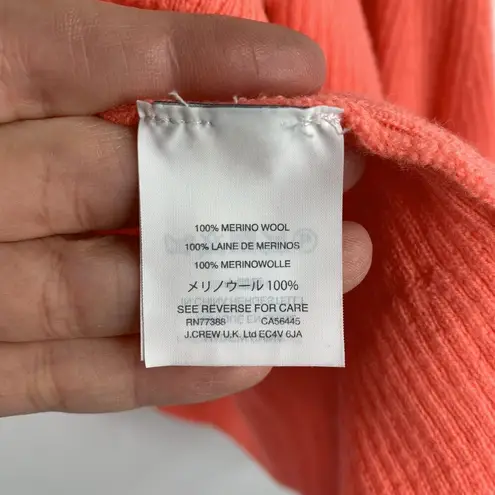 100% MERINO WOOL
100% LAINE DE MERINOS
100% MERINOWOLLE
メリノウール 100%
SEE REVERSE FOR CARE
RN77388 CA56445
J.CREW U.K. Ltd EC4V 6JA